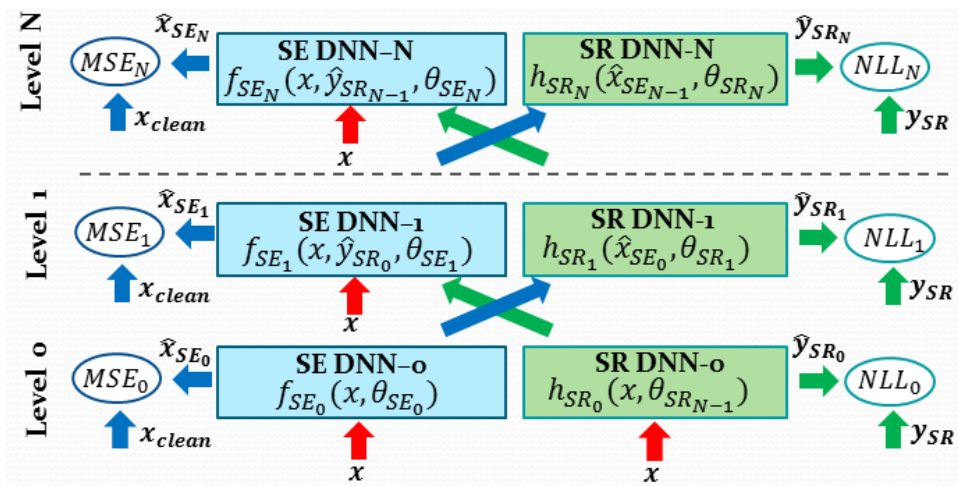 Level N
x̂_{SE_N}
MSE_N
x_{clean}
SE DNN–N
f_{SE_N}(x, ŷ_{SR_{N-1}}, θ_{SE_N})
x
SR DNN-N
h_{SR_N}(x̂_{SE_{N-1}}, θ_{SR_N})
ŷ_{SR_N}
NLL_N
y_{SR}
Level 1
x̂_{SE_1}
MSE_1
x_{clean}
SE DNN–1
f_{SE_1}(x, ŷ_{SR_0}, θ_{SE_1})
x
SR DNN-1
h_{SR_1}(x̂_{SE_0}, θ_{SR_1})
ŷ_{SR_1}
NLL_1
y_{SR}
Level 0
x̂_{SE_0}
MSE_0
x_{clean}
SE DNN–0
f_{SE_0}(x, θ_{SE_0})
x
SR DNN–0
h_{SR_0}(x, θ_{SR_{N-1}})
x
ŷ_{SR_0}
NLL_0
y_{SR}